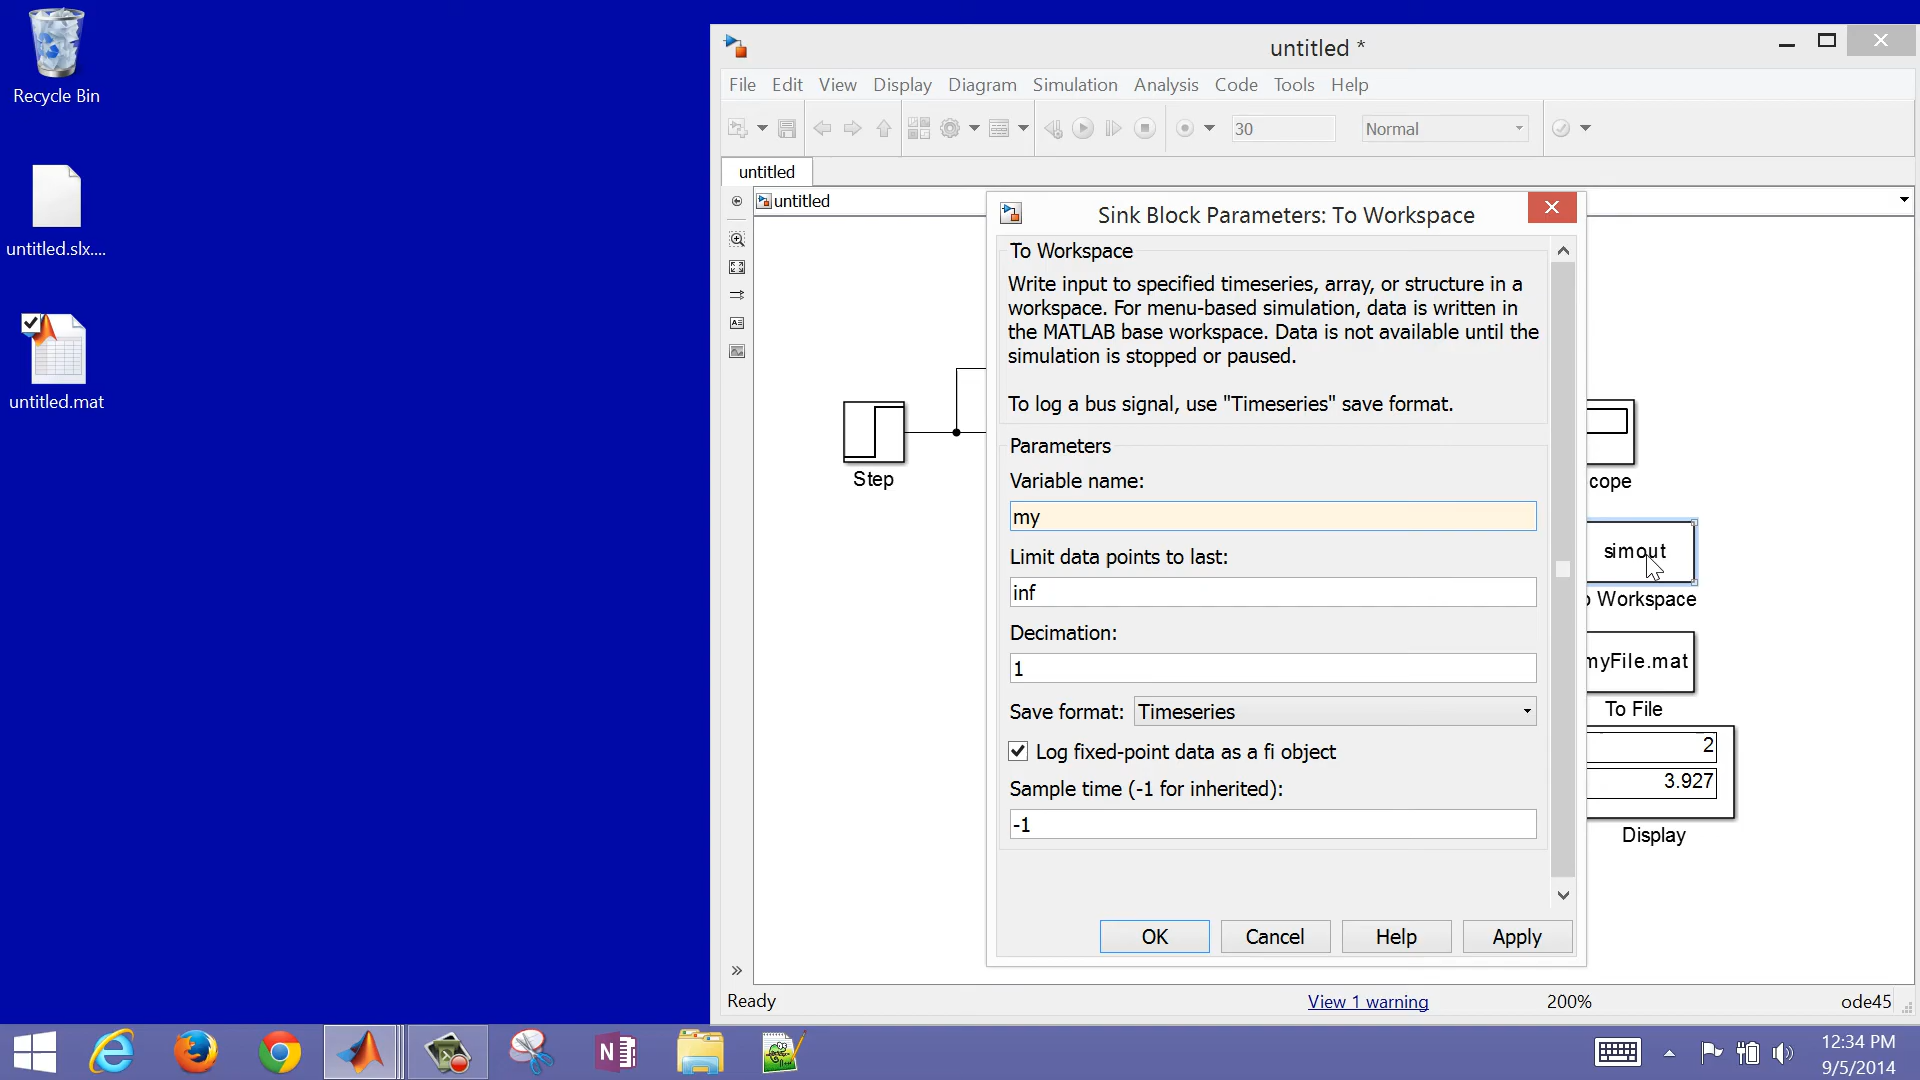 Recycle Bin
untitled.slx....
untitled.mat
untitled *
File Edit View Display Diagram Simulation Analysis Code Tools Help
30
Normal
untitled
untitled
Step
Sink Block Parameters: To Workspace
To Workspace
Write input to specified timeseries, array, or structure in a
workspace. For menu-based simulation, data is written in
the MATLAB base workspace. Data is not available until the
simulation is stopped or paused.
To log a bus signal, use "Timeseries" save format.
Parameters
Variable name:
my
Limit data points to last:
inf
Decimation:
1
Save format: Timeseries
Log fixed-point data as a fi object
Sample time (-1 for inherited):
-1
OK Cancel Help Apply
cope
simout
o Workspace
myFile.mat
To File
2
3.927
Display
Ready
View 1 warning
200%
ode45
12:34 PM
9/5/2014